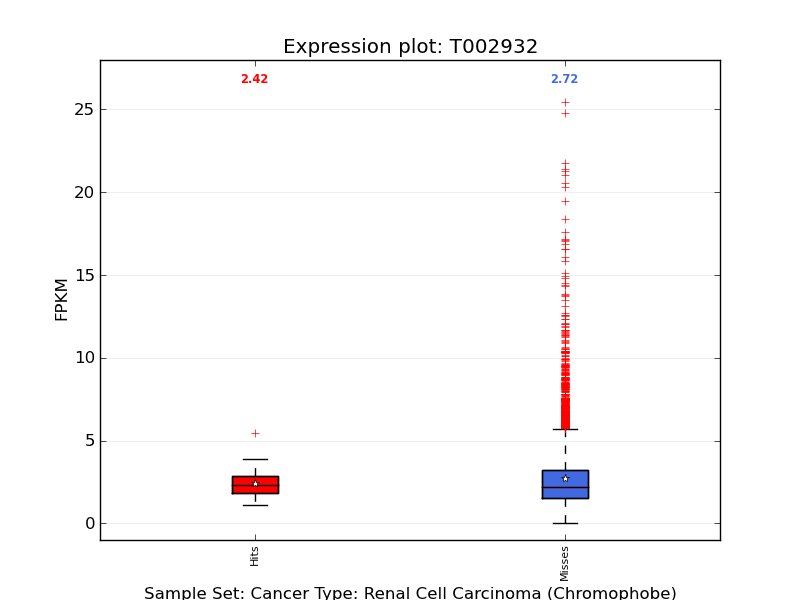 Expression plot: T002932
2.42
2.72
25
20
15
10
5
0
FPKM
Hits
Misses
Sample Set: Cancer Type: Renal Cell Carcinoma (Chromophobe)